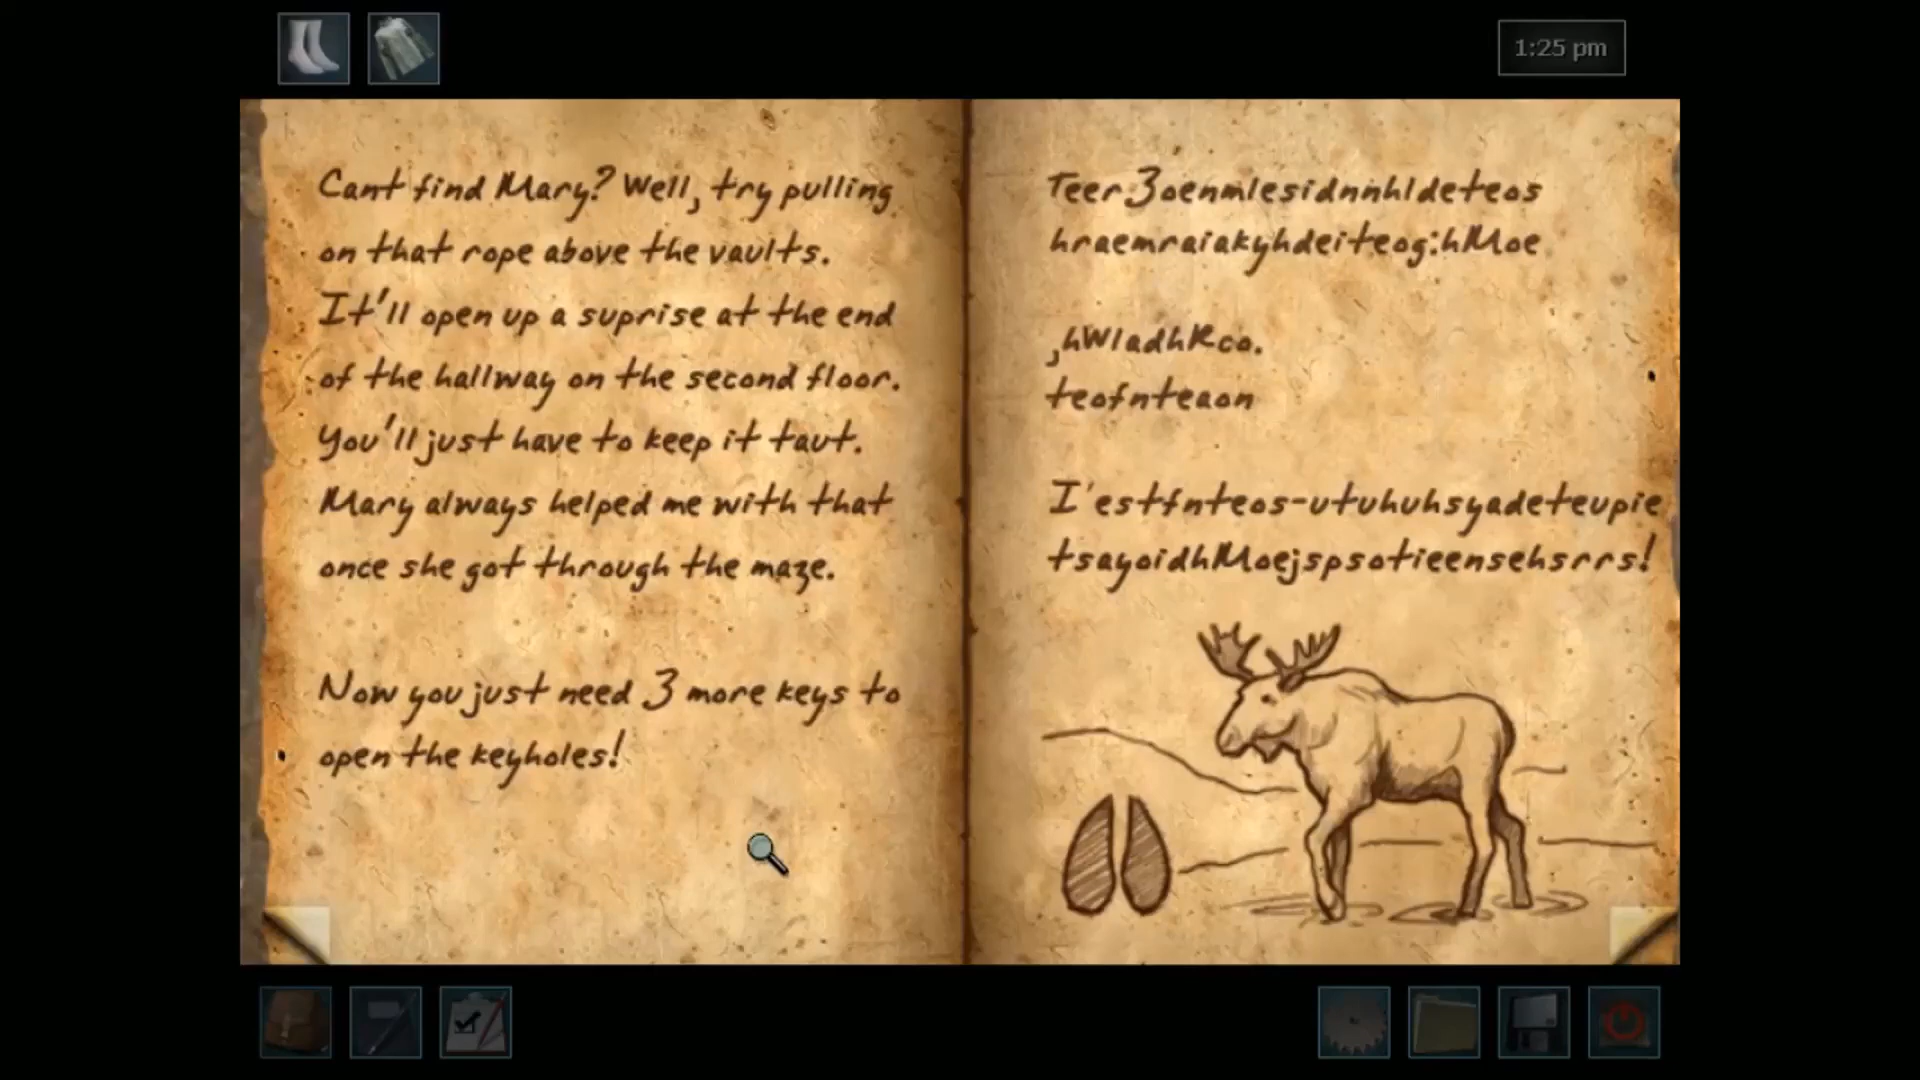 1:25 pm
Cant find Mary? Well, try pulling
on that rope above the vaults.
It'll open up a suprise at the end
of the hallway on the second floor.
You'll just have to keep it taut.
Mary always helped me with that
once she got through the maze.
Now you just need 3 more keys to
open the keyholes!
Teer3oenmlesidnnhldeteos
hraemraiakyhdeiteog:hMoe
,hWladhRco.
teofnteaon
I'estfnteos-utuhuhsyadeteupie
tsayoidhMoejspsotieensehsrrs!